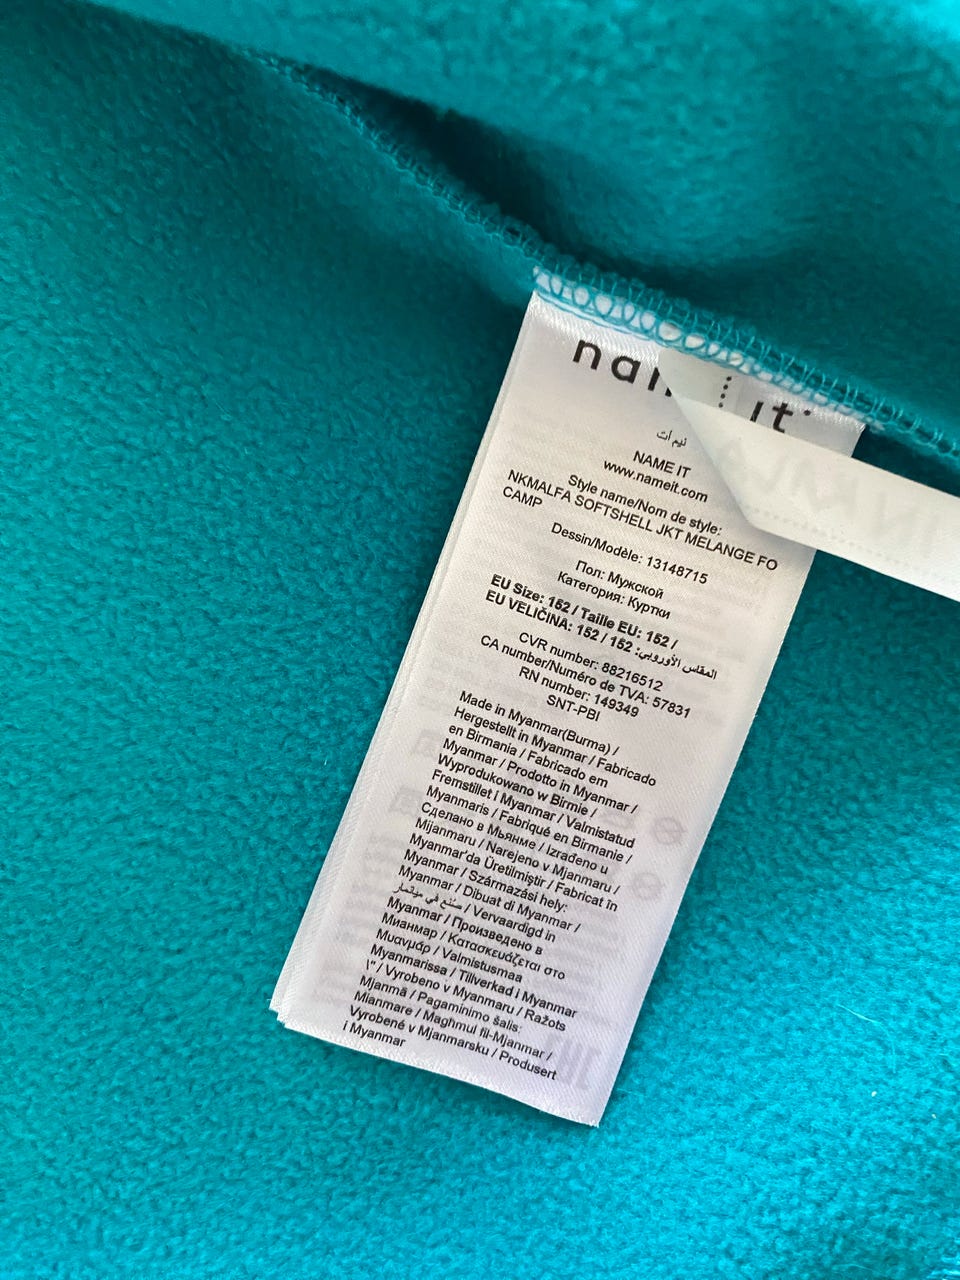 nam it
نيم أت
NAME IT
www.nameit.com
Style name/Nom de style:
NKMALFA SOFTSHELL JKT MELANGE FO
CAMP
Dessin/Modèle: 13148715
Пол: Мужской
Категория: Куртки
EU Size: 152 / Taille EU: 152 /
EU VELIČINA: 152 / 152 :المقاس الأوروبي
CVR number: 88216512
CA number/Numéro de TVA: 57831
RN number: 149349
SNT-PBI
Made in Myanmar(Burma) /
Hergestellt in Myanmar / Fabricado
en Birmania / Fabricado em
Myanmar / Prodotto in Myanmar /
Wyprodukowano w Birmie /
Fremstillet i Myanmar / Valmistatud
Myanmaris / Fabriqué en Birmanie /
Сделано в Мьянме / Izrađeno u
Mijanmaru / Narejeno v Mjanmaru /
Myanmar'da Üretilmiştir / Fabricat în
Myanmar / Származási hely:
Myanmar / Dibuat di Myanmar /
صُنع في ميانمار / Vervaardigd in
Myanmar / Произведено в
Мианмар / Κατασκευάζεται στο
Μυανμάρ / Valmistusmaa
Myanmarissa / Tillverkad i Myanmar
\"/ Vyrobeno v Myanmaru / Ražots
Mjanmā / Pagaminimo šalis:
Mianmare / Magħmul fil-Mjanmar /
Vyrobené v Mjanmarsku / Produsert
i Myanmar